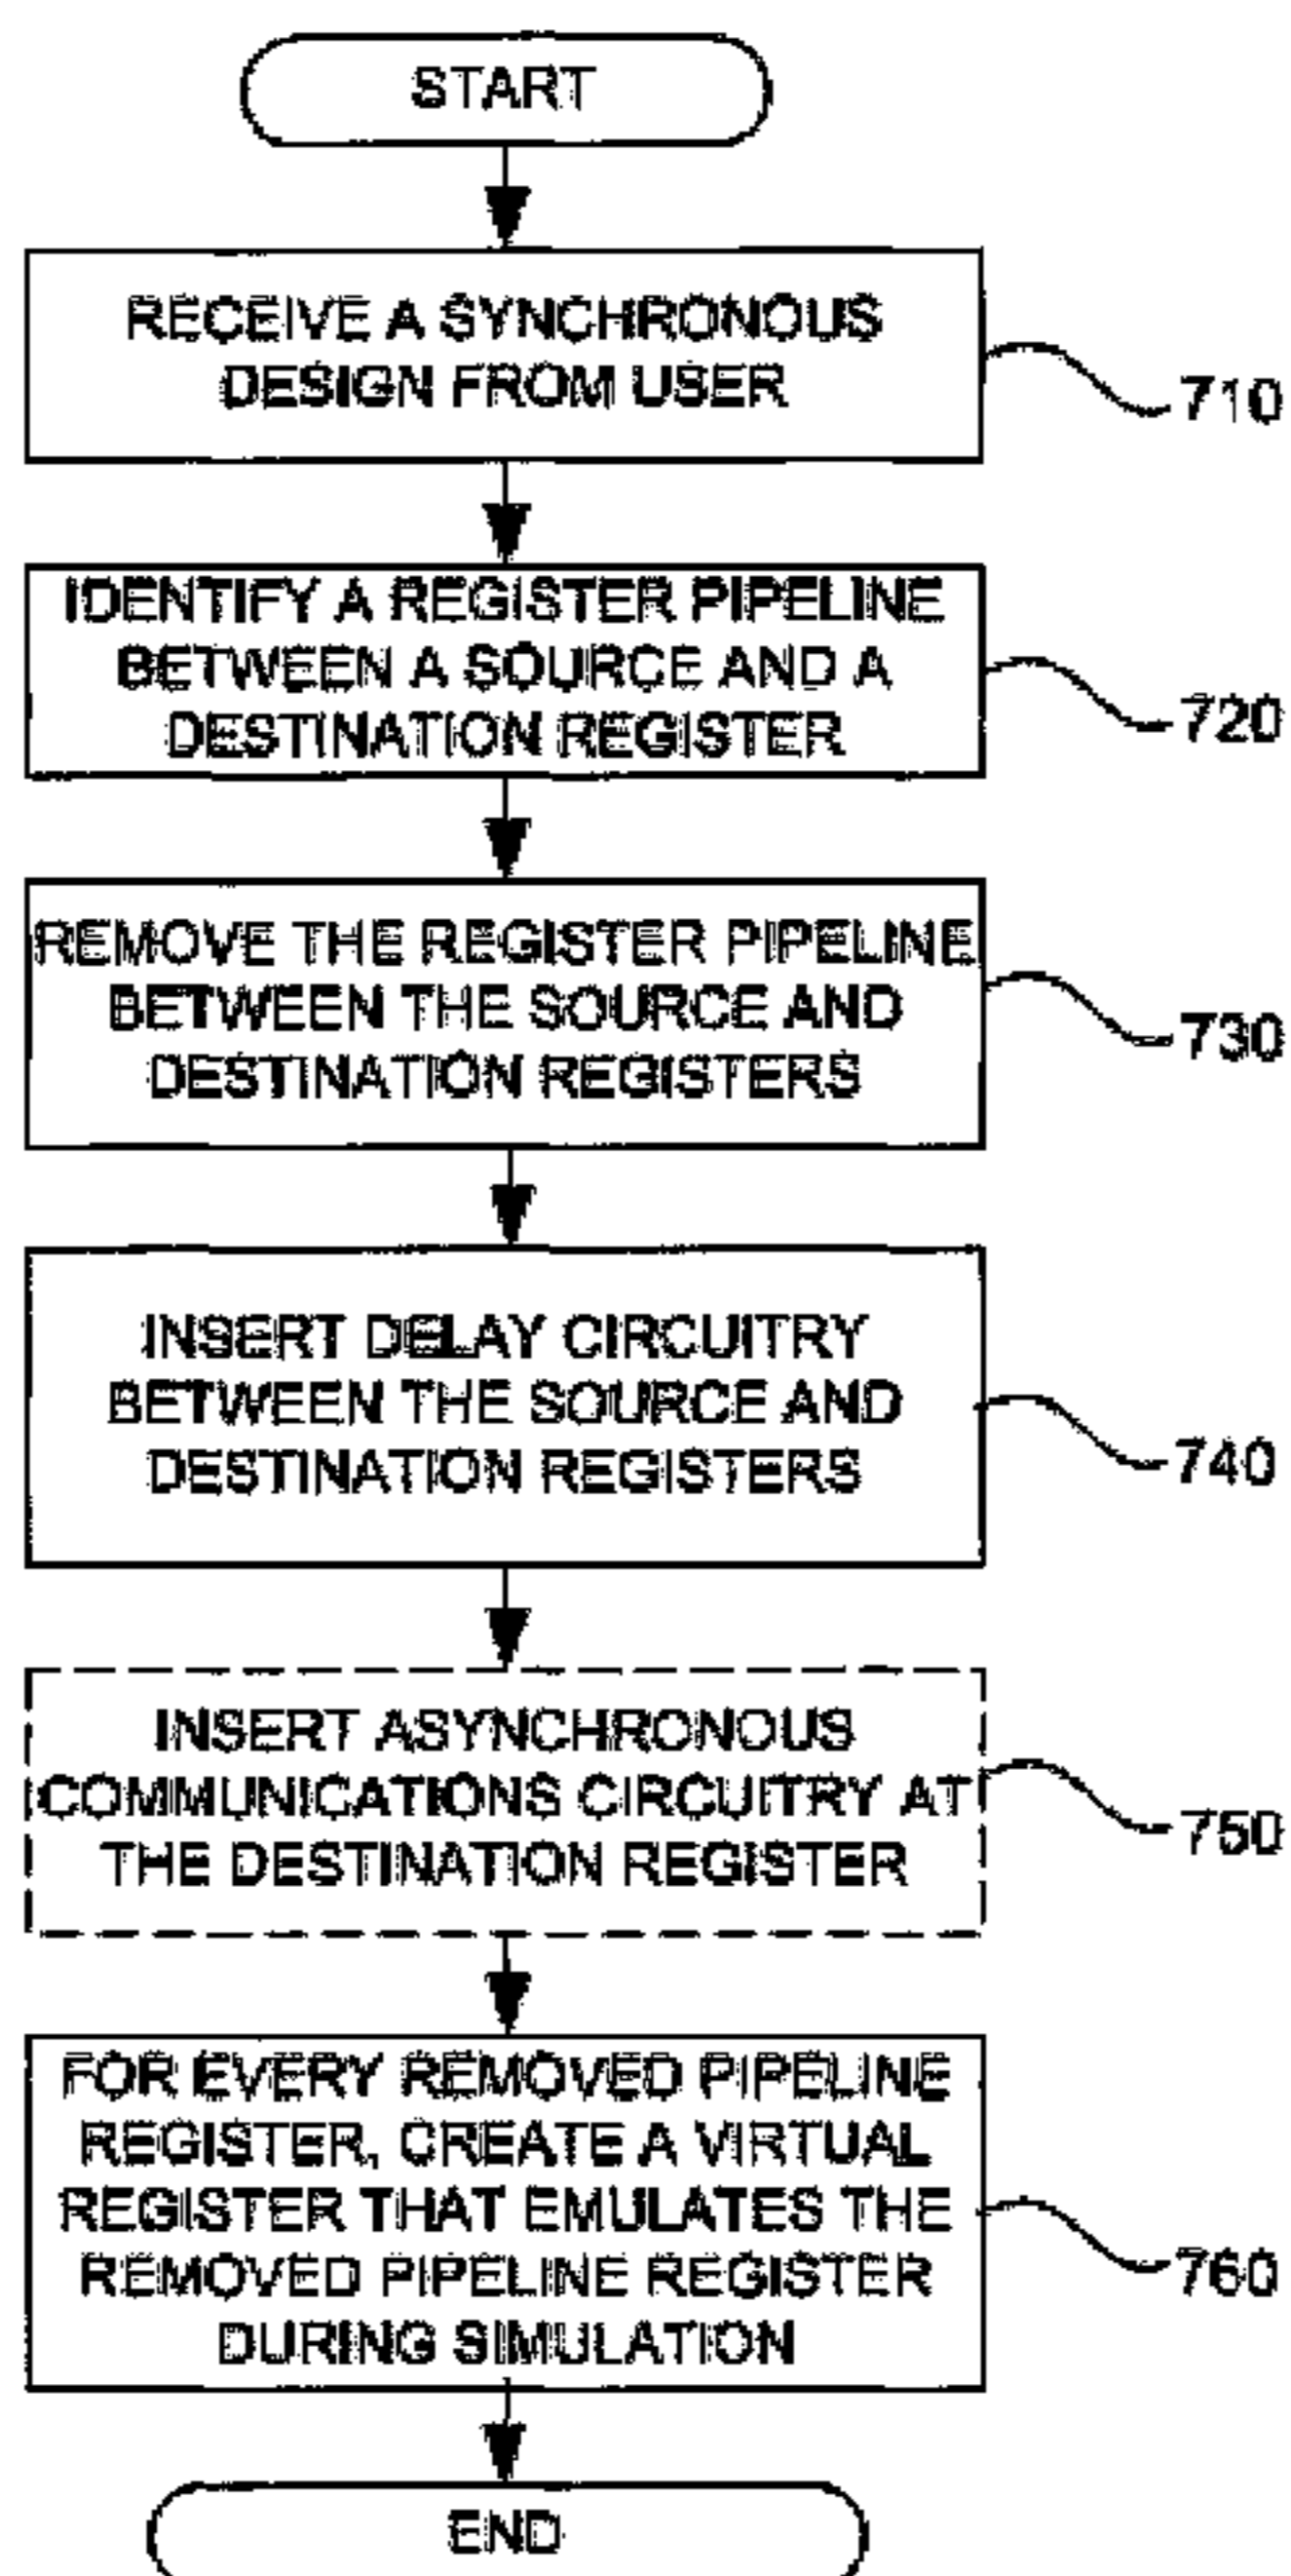 START
RECEIVE A SYNCHRONOUS
DESIGN FROM USER
710
IDENTIFY A REGISTER PIPELINE
BETWEEN A SOURCE AND A
DESTINATION REGISTER
720
REMOVE THE REGISTER PIPELINE
BETWEEN THE SOURCE AND
DESTINATION REGISTERS
730
INSERT DELAY CIRCUITRY
BETWEEN THE SOURCE AND
DESTINATION REGISTERS
740
INSERT ASYNCHRONOUS
COMMUNICATIONS CIRCUITRY AT
THE DESTINATION REGISTER
750
FOR EVERY REMOVED PIPELINE
REGISTER, CREATE A VIRTUAL
REGISTER THAT EMULATES THE
REMOVED PIPELINE REGISTER
DURING SIMULATION
760
END